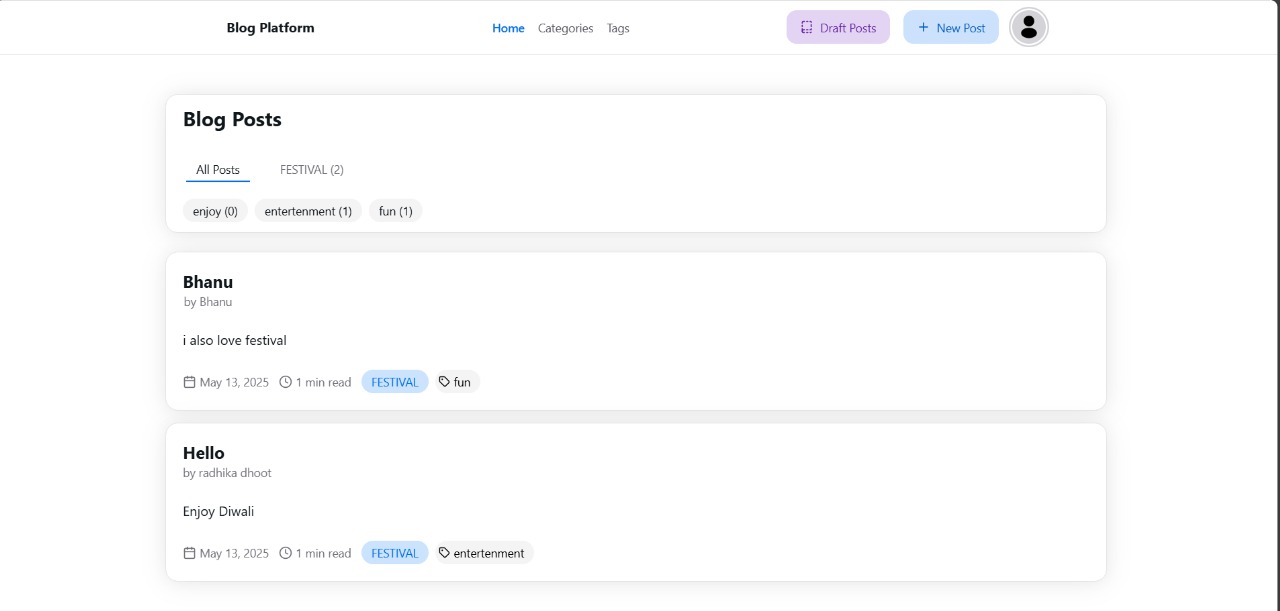 Blog Platform Home Categories Tags Draft Posts + New Post
Blog Posts
All Posts FESTIVAL (2)
enjoy (0) entertenment (1) fun (1)
Bhanu
by Bhanu
i also love festival
May 13, 2025 1 min read FESTIVAL fun
Hello
by radhika dhoot
Enjoy Diwali
May 13, 2025 1 min read FESTIVAL entertenment